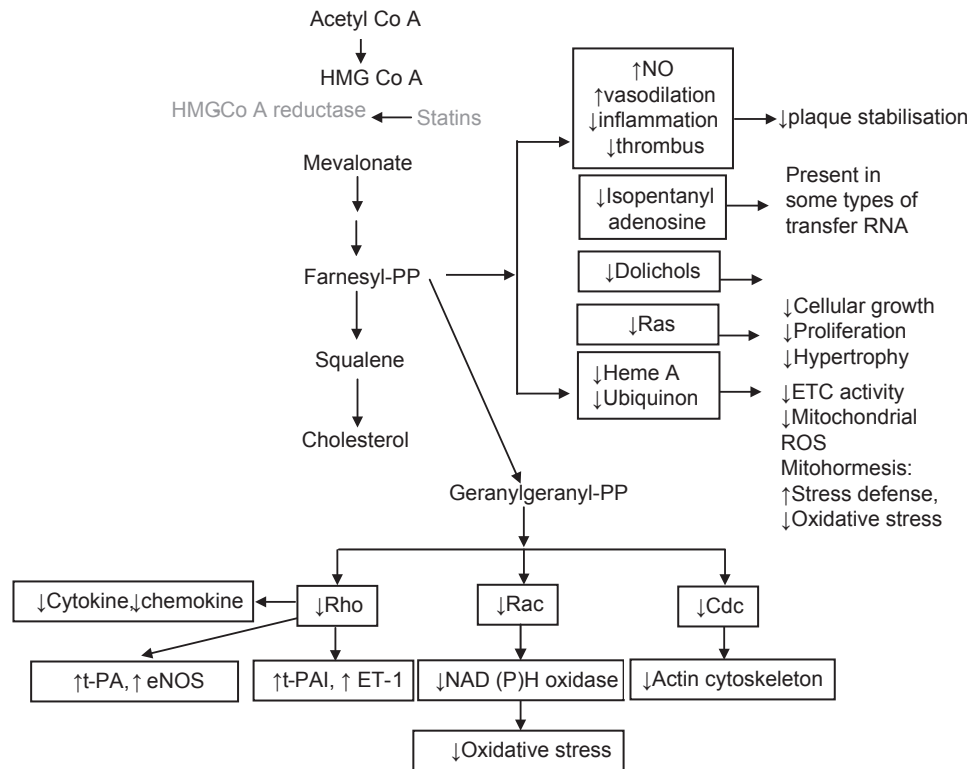 Acetyl Co A
HMG Co A
HMGCo A reductase
Statins
Mevalonate
Farnesyl-PP
Squalene
Cholesterol
↑NO
↑vasodilation
↓inflammation
↓thrombus
↓plaque stabilisation
↓Isopentanyl
adenosine
Present in
some types of
transfer RNA
↓Dolichols
↓Ras
↓Cellular growth
↓Proliferation
↓Hypertrophy
↓Heme A
↓Ubiquinon
↓ETC activity
↓Mitochondrial
ROS
Mitohormesis:
↑Stress defense,
↓Oxidative stress
Geranylgeranyl-PP
↓Cytokine,↓chemokine
↓Rho
↓Rac
↓Cdc
↑t-PA,↑ eNOS
↑t-PAI, ↑ ET-1
↓NAD (P)H oxidase
↓Actin cytoskeleton
↓Oxidative stress